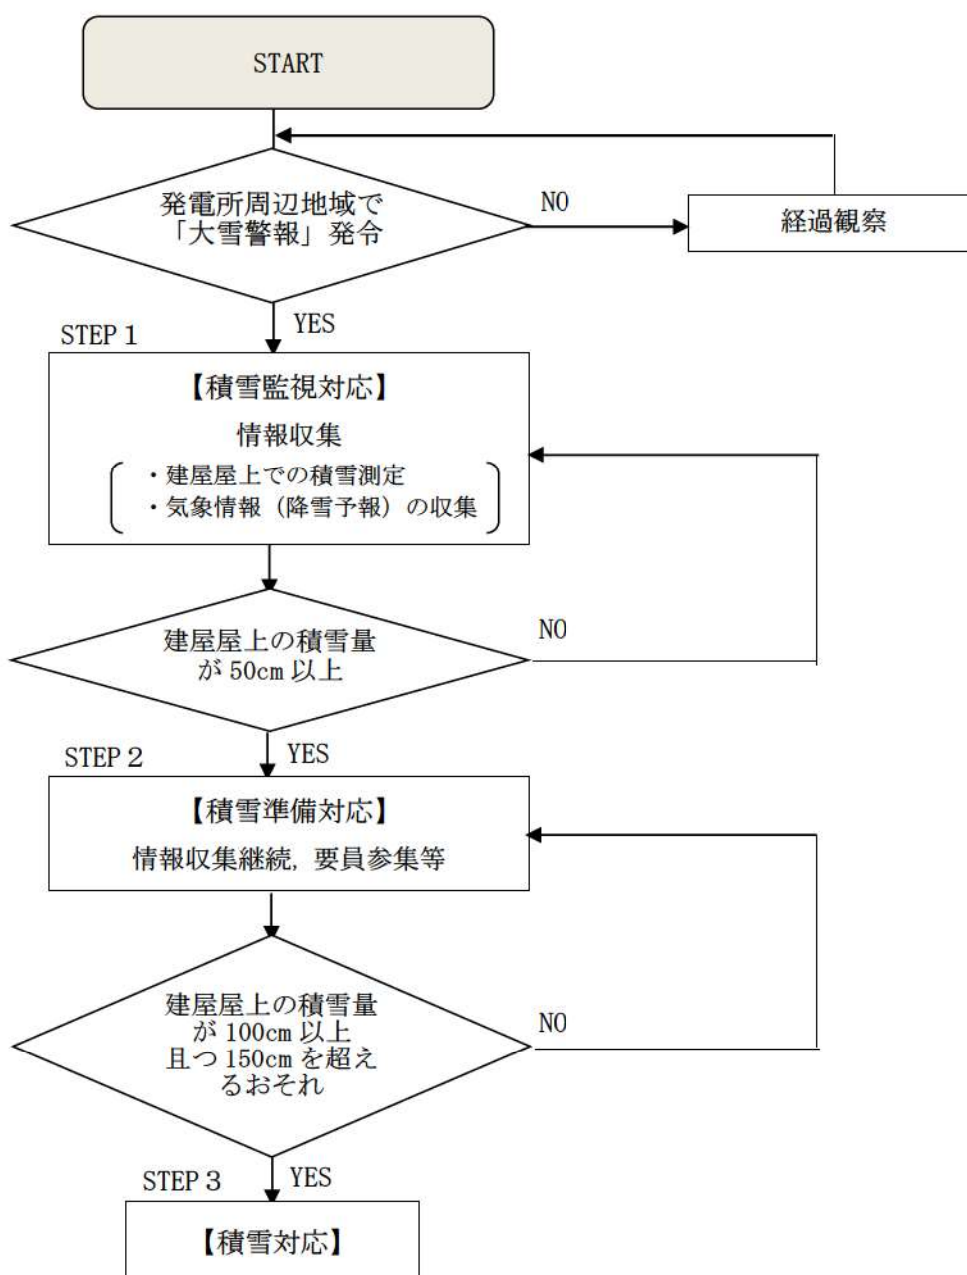 START
発電所周辺地域で
「大雪警報」発令
NO
経過観察
YES
STEP 1
【積雪監視対応】
情報収集
・建屋屋上での積雪測定
・気象情報（降雪予報）の収集
建屋屋上の積雪量
が 50cm 以上
NO
YES
STEP 2
【積雪準備対応】
情報収集継続, 要員参集等
建屋屋上の積雪量
が 100cm 以上
且つ 150cm を超え
るおそれ
NO
YES
STEP 3
【積雪対応】